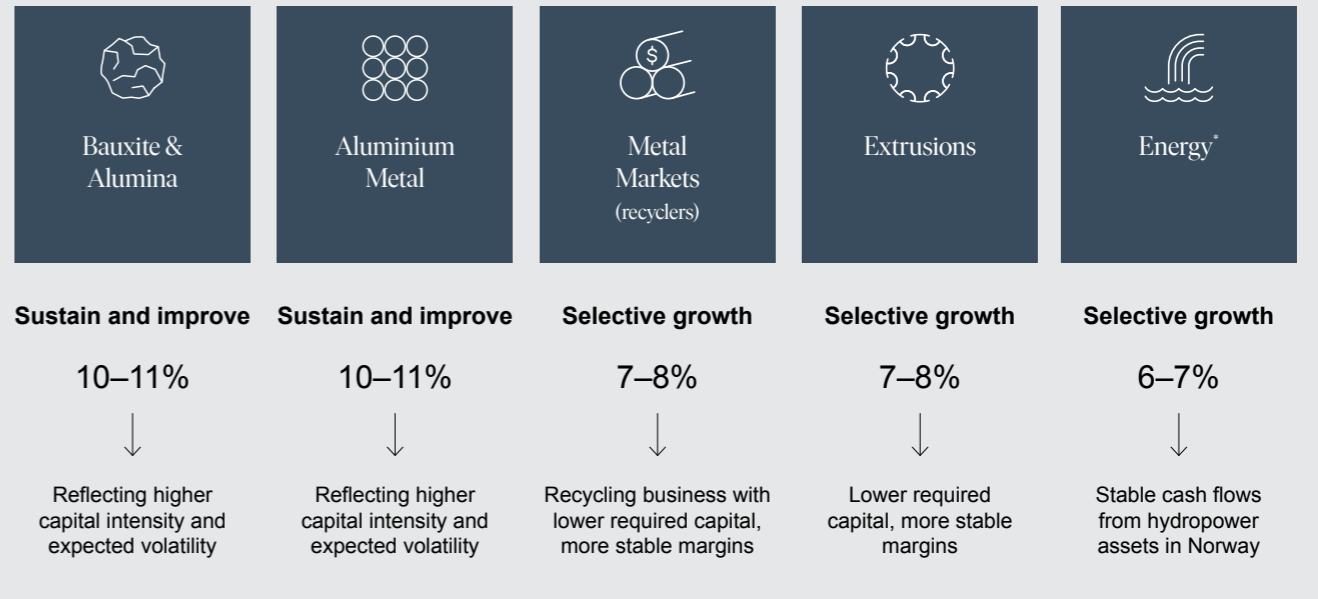 $
Bauxite &
Alumina
Aluminium
Metal
Metal
Markets
(recyclers)
Extrusions
Energy*
Sustain and improve
Sustain and improve
Selective growth
Selective growth
Selective growth
10–11%
10–11%
7–8%
7–8%
6–7%
Reflecting higher
capital intensity and
expected volatility
Reflecting higher
capital intensity and
expected volatility
Recycling business with
lower required capital,
more stable margins
Lower required
capital, more stable
margins
Stable cash flows
from hydropower
assets in Norway